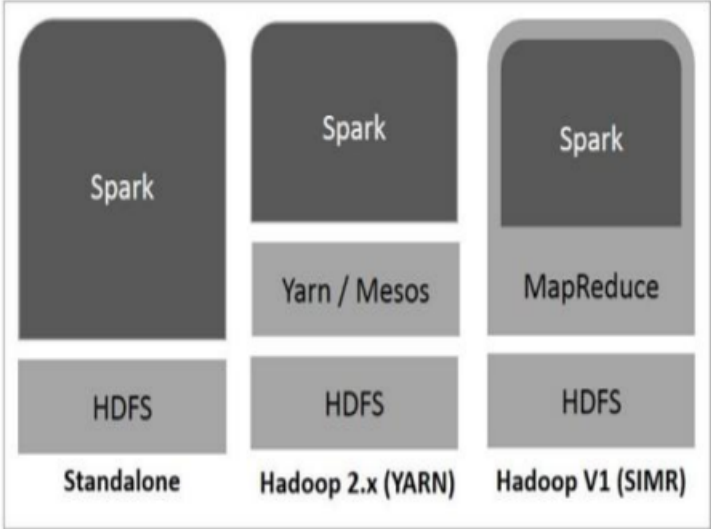 Spark
HDFS
Standalone
Spark
Yarn / Mesos
HDFS
Hadoop 2.x (YARN)
Spark
MapReduce
HDFS
Hadoop V1 (SIMR)